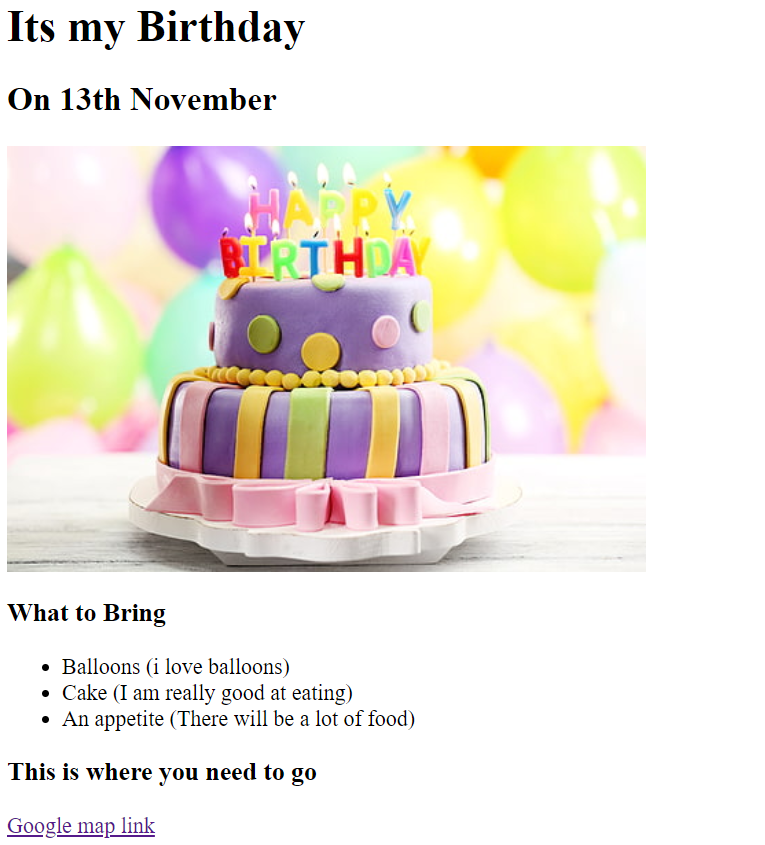 Its my Birthday
On 13th November
HAPPY
BIRTHDAY
What to Bring
Balloons (i love balloons)
Cake (I am really good at eating)
An appetite (There will be a lot of food)
This is where you need to go
Google map link